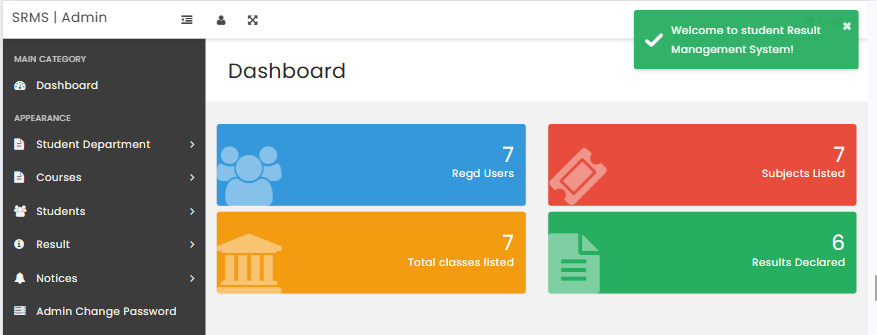 SRMS | Admin
Welcome to student Result
Management System!
MAIN CATEGORY
Dashboard
APPEARANCE
Student Department
Courses
Students
Result
Notices
Admin Change Password
Dashboard
7
Regd Users
7
Subjects Listed
7
Total classes listed
6
Results Declared